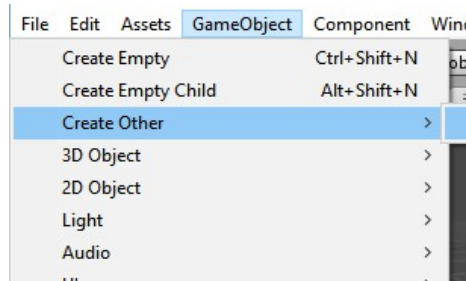 File Edit Assets GameObject Component
Create Empty Ctrl+Shift+N
Create Empty Child Alt+Shift+N
Create Other >
3D Object >
2D Object >
Light >
Audio >